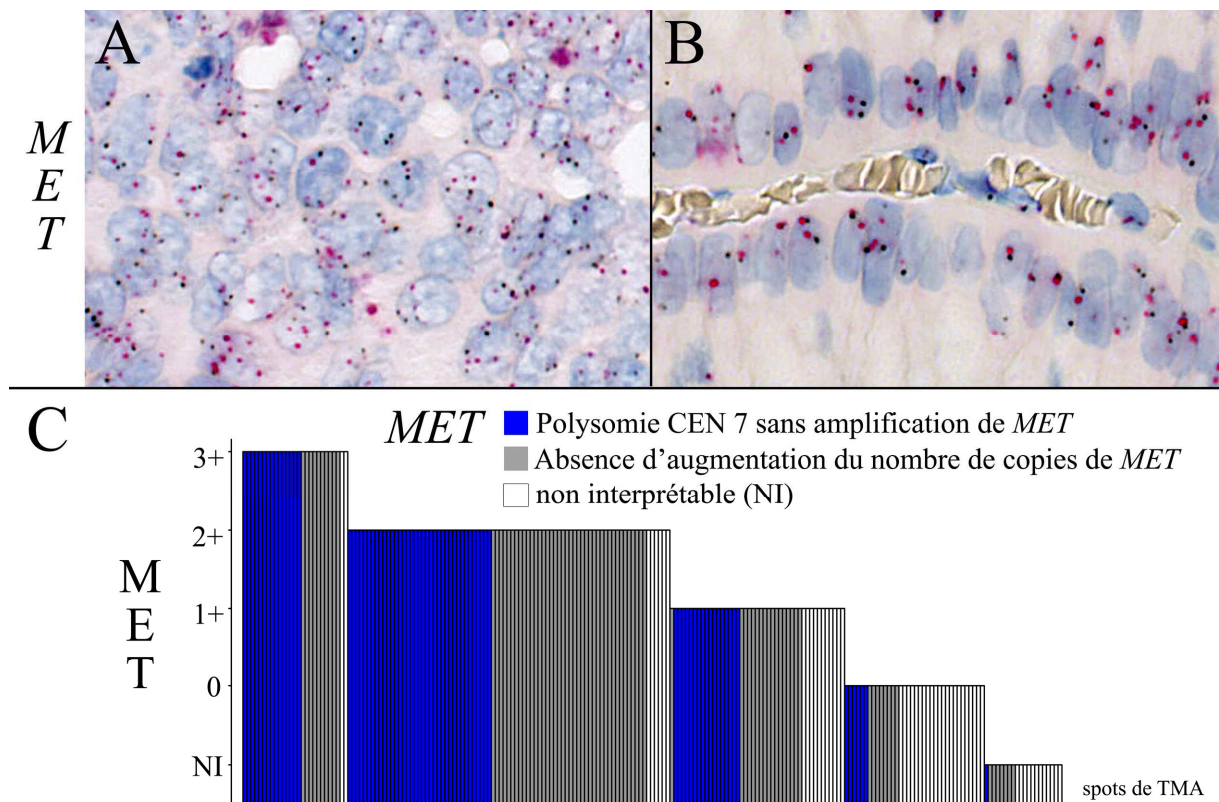 A
B
M
E
T
C
MET
Polysomie CEN 7 sans amplification de MET
Absence d'augmentation du nombre de copies de MET
non interprétable (NI)
3+
2+
1+
0
NI
M
E
T
spots de TMA